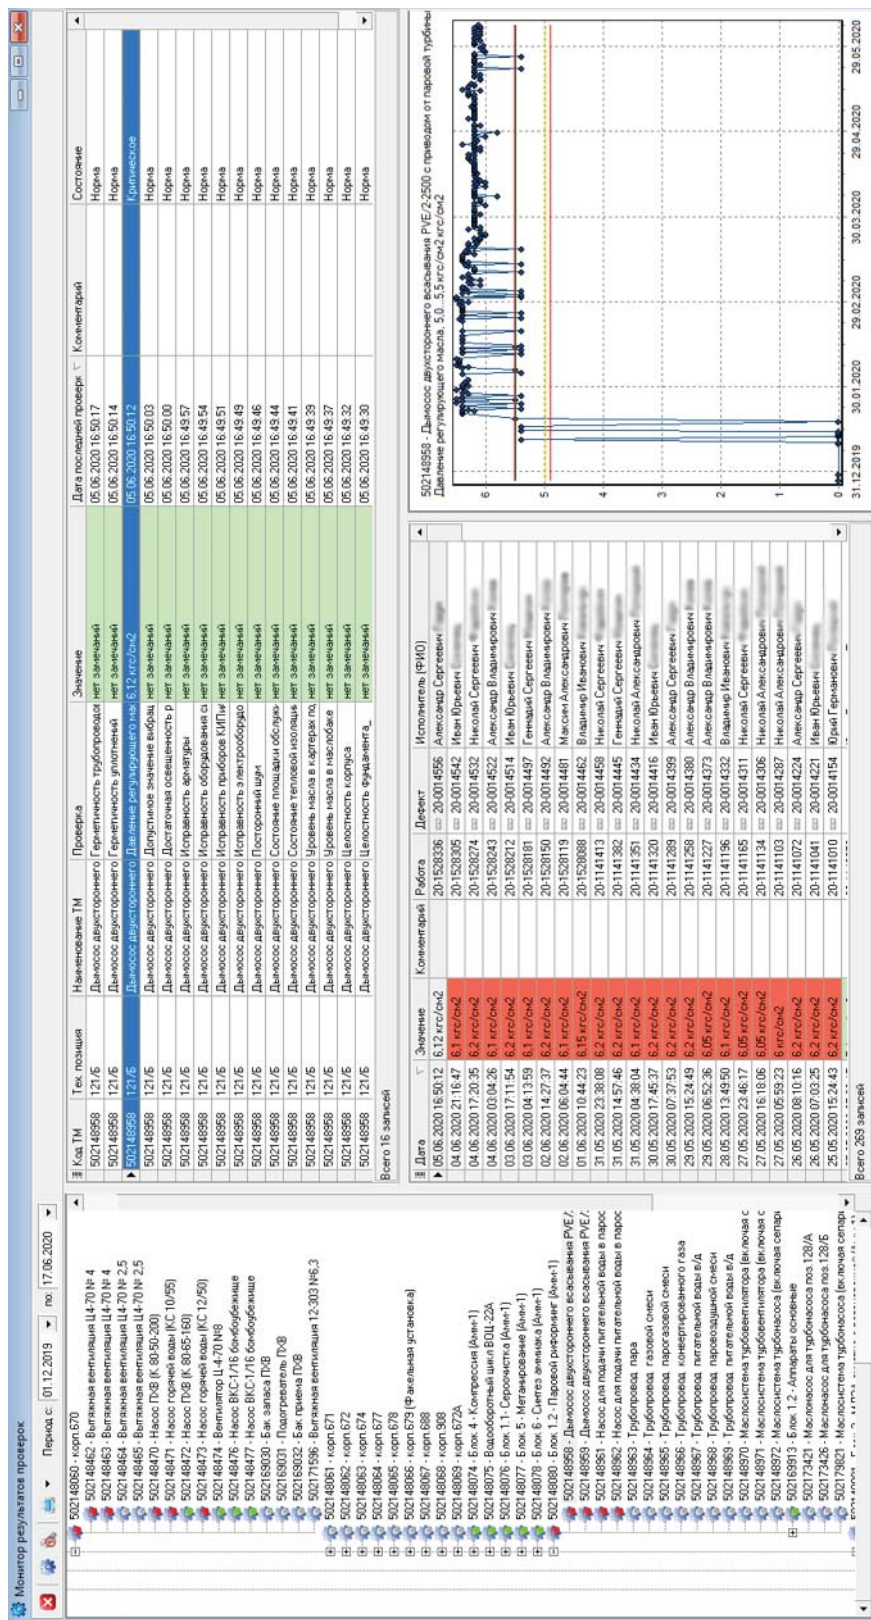 Монитор результатов проверок
Период с: 01.12.2019 по: 17.06.2020
502148060 - корп.670
502148462 - Вытяжная вентиляция Ц4-70 № 4
502148463 - Вытяжная вентиляция Ц4-70 № 4
502148464 - Вытяжная вентиляция Ц4-70 № 2,5
502148465 - Вытяжная вентиляция Ц4-70 № 2,5
502148470 - Насос ПХВ (К 80-50-200)
502148471 - Насос горячей воды (КС 10/55)
502148472 - Насос ПХВ (К 80-65-160)
502148473 - Насос горячей воды (КС 12/50)
502148474 - Вентилятор Ц-4-70 №8
502148476 - Насос ВКС-1/16 бомбоубежище
502148477 - Насос ВКС-1/16 бомбоубежище
502169030 - Бак запаса ПХВ
502169031 - Подогреватель ПХВ
502169032 - Бак приема ПХВ
502171596 - Вытяжная вентиляция 12-303 №6,3
502148061 - корп.671
502148062 - корп.672
502148063 - корп.674
502148064 - корп.677
502148065 - корп.678
502148066 - корп.679 (Факельная установка)
502148067 - корп.688
502148068 - корп.908
502148069 - корп.672А
502148074 - Блок 4 - Компрессия (Амм-1)
502148075 - Водооборотный цикл ВОЦ-22А
502148076 - Блок 1.1 - Сероочистка (Амм-1)
502148077 - Блок 5 - Метанирование (Амм-1)
502148078 - Блок 6 - Синтез аммиака (Амм-1)
502148080 - Блок 1.2 - Паровой риформинг (Амм-1)
502148958 - Дымосос двухстороннего всасывания PVE/
502148959 - Дымосос двухстороннего всасывания PVE/
502148961 - Насос для подачи питательной воды в парос
502148962 - Насос для подачи питательной воды в парос
502148963 - Трубопровод пара
502148964 - Трубопровод газовой смеси
502148965 - Трубопровод парогазовой смеси
502148966 - Трубопровод конвертированного газа
502148967 - Трубопровод питательной воды в/д
502148968 - Трубопровод паровоздушной смеси
502148969 - Трубопровод питательной воды в/д
502148970 - Маслосистема турбовентилятора (включая с
502148971 - Маслосистема турбовентилятора (включая с
502148972 - Маслосистема турбонасоса (включая сепари
502169913 - Блок 1.2 - Аппараты основные
502173421 - Маслонасос для турбонасоса поз.128/А
502173426 - Маслонасос для турбонасоса поз.128/Б
502179821 - Маслосистема турбонасоса (включая сепари
Код ТМ Тех. позиция Наименование ТМ Проверка Значение Дата последней проверк Комментарий Состояние
502148958 121/Б Дымосос двухстороннего Герметичность трубопроводов нет замечаний 05.06.2020 16:50:17 Норма
502148958 121/Б Дымосос двухстороннего Герметичность уплотнений нет замечаний 05.06.2020 16:50:14 Норма
502148958 121/Б Дымосос двухстороннего Давление регулирующего мас 6,12 кгс/см2 05.06.2020 16:50:12 Критическое
502148958 121/Б Дымосос двухстороннего Допустимое значение вибрац нет замечаний 05.06.2020 16:50:03 Норма
502148958 121/Б Дымосос двухстороннего Достаточная освещенность р нет замечаний 05.06.2020 16:50:00 Норма
502148958 121/Б Дымосос двухстороннего Исправность арматуры нет замечаний 05.06.2020 16:49:57 Норма
502148958 121/Б Дымосос двухстороннего Исправность оборудования сь нет замечаний 05.06.2020 16:49:54 Норма
502148958 121/Б Дымосос двухстороннего Исправность приборов КИПиА нет замечаний 05.06.2020 16:49:51 Норма
502148958 121/Б Дымосос двухстороннего Исправность электрооборудо нет замечаний 05.06.2020 16:49:49 Норма
502148958 121/Б Дымосос двухстороннего Посторонний шум нет замечаний 05.06.2020 16:49:46 Норма
502148958 121/Б Дымосос двухстороннего Состояние площадки обслужи нет замечаний 05.06.2020 16:49:44 Норма
502148958 121/Б Дымосос двухстороннего Состояние тепловой изоляции нет замечаний 05.06.2020 16:49:41 Норма
502148958 121/Б Дымосос двухстороннего Уровень масла в картерах по нет замечаний 05.06.2020 16:49:39 Норма
502148958 121/Б Дымосос двухстороннего Уровень масла в маслобаке нет замечаний 05.06.2020 16:49:37 Норма
502148958 121/Б Дымосос двухстороннего Целостность корпуса нет замечаний 05.06.2020 16:49:32 Норма
502148958 121/Б Дымосос двухстороннего Целостность фундамента_ нет замечаний 05.06.2020 16:49:30 Норма
Всего 16 записей
Дата Значение Комментарий Работа Дефект Исполнитель (ФИО)
05.06.2020 16:50:12 6,12 кгс/см2 20-1528336 20-0014556 Александр Сергеевич
04.06.2020 21:16:47 6,1 кгс/см2 20-1528305 20-0014542 Иван Юрьевич
04.06.2020 17:20:35 6,2 кгс/см2 20-1528274 20-0014532 Николай Сергеевич
04.06.2020 03:04:26 6,1 кгс/см2 20-1528243 20-0014522 Александр Владимирович
03.06.2020 17:11:54 6,2 кгс/см2 20-1528212 20-0014514 Иван Юрьевич
03.06.2020 04:13:59 6,1 кгс/см2 20-1528181 20-0014497 Геннадий Сергеевич
02.06.2020 14:27:37 6,2 кгс/см2 20-1528150 20-0014492 Александр Владимирович
02.06.2020 06:04:44 6,1 кгс/см2 20-1528119 20-0014481 Максим Александрович
01.06.2020 10:44:23 6,15 кгс/см2 20-1528088 20-0014462 Владимир Иванович
31.05.2020 23:38:08 6,2 кгс/см2 20-1141413 20-0014458 Николай Сергеевич
31.05.2020 14:57:46 6,2 кгс/см2 20-1141382 20-0014445 Геннадий Сергеевич
31.05.2020 04:38:04 6,1 кгс/см2 20-1141351 20-0014434 Николай Александрович
30.05.2020 17:45:37 6,2 кгс/см2 20-1141320 20-0014416 Иван Юрьевич
30.05.2020 07:37:53 6,2 кгс/см2 20-1141289 20-0014399 Александр Сергеевич
29.05.2020 15:24:49 6,2 кгс/см2 20-1141258 20-0014380 Александр Владимирович
29.05.2020 06:52:36 6,05 кгс/см2 20-1141227 20-0014373 Александр Владимирович
28.05.2020 13:49:50 6,1 кгс/см2 20-1141196 20-0014332 Владимир Иванович
27.05.2020 23:46:17 6,05 кгс/см2 20-1141165 20-0014311 Николай Сергеевич
27.05.2020 16:18:06 6,05 кгс/см2 20-1141134 20-0014306 Николай Александрович
27.05.2020 05:59:23 6 кгс/см2 20-1141103 20-0014287 Николай Александрович
26.05.2020 08:10:16 6,2 кгс/см2 20-1141072 20-0014224 Александр Сергеевич
26.05.2020 07:03:25 6,2 кгс/см2 20-1141041 20-0014221 Иван Юрьевич
25.05.2020 15:24:43 6,2 кгс/см2 20-1141010 20-0014154 Юрий Германович
Всего 269 записей
502148958 - Дымосос двухстороннего всасывания PVE/2-2500 с приводом от паровой турбины
Давление регулирующего масла, 5,0...5,5 кгс/см2 кгс/см2
6
5
4
3
2
1
0
31.12.2019 30.01.2020 29.02.2020 30.03.2020 29.04.2020 29.05.2020